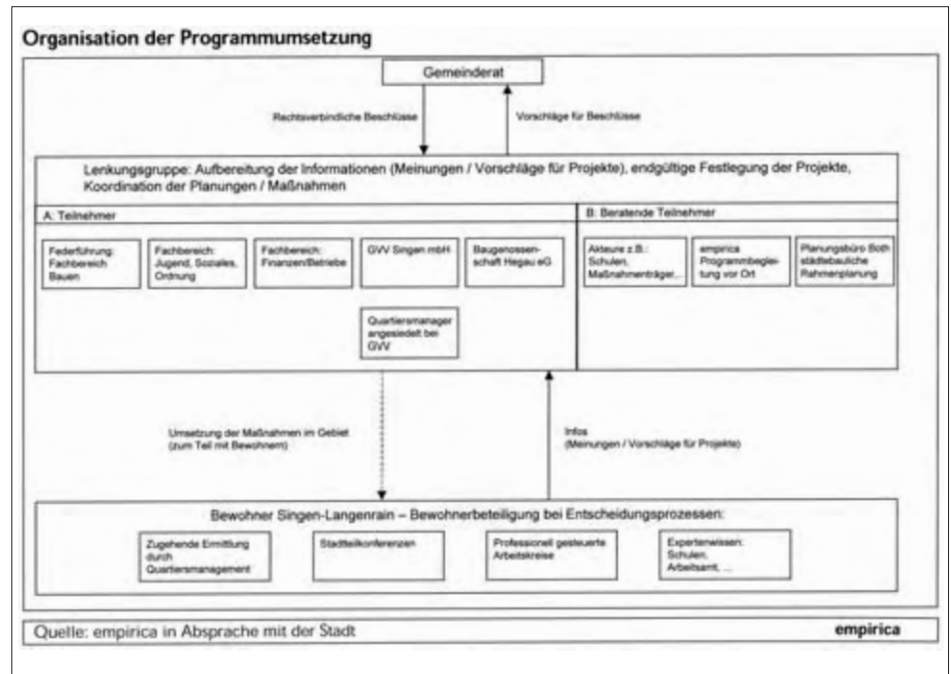 Organisation der Programmumsetzung
Gemeinderat
Rechtsverbindliche Beschlüsse
Vorschläge für Beschlüsse
Lenkungsgruppe: Aufbereitung der Informationen (Meinungen / Vorschläge für Projekte), endgültige Festlegung der Projekte,
Koordination der Planungen / Maßnahmen
A: Teilnehmer
B: Beratende Teilnehmer
Federführung:
Fachbereich
Bauen
Fachbereich:
Jugend, Soziales,
Ordnung
Fachbereich:
Finanzen/Betriebe
GVV Singen mbH
Baugenossen-
schaft Hegau eG
Akteure z.B.:
Schulen,
Maßnahmenträger...
empirica
Programmbeglei-
tung vor Ort
Planungsbüro Both
städtebauliche
Rahmenplanung
Quartiersmanager
angesiedelt bei
GVV
Umsetzung der Maßnahmen im Gebiet
(zum Teil mit Bewohnern)
Infos
(Meinungen / Vorschläge für Projekte)
Bewohner Singen-Langenrain – Bewohnerbeteiligung bei Entscheidungsprozessen:
Zugehende Ermittlung
durch
Quartiersmanagement
Stadtteilkonferenzen
Professionell gesteuerte
Arbeitskreise
Expertenwissen:
Schulen,
Arbeitsamt, ...
Quelle: empirica in Absprache mit der Stadt
empirica